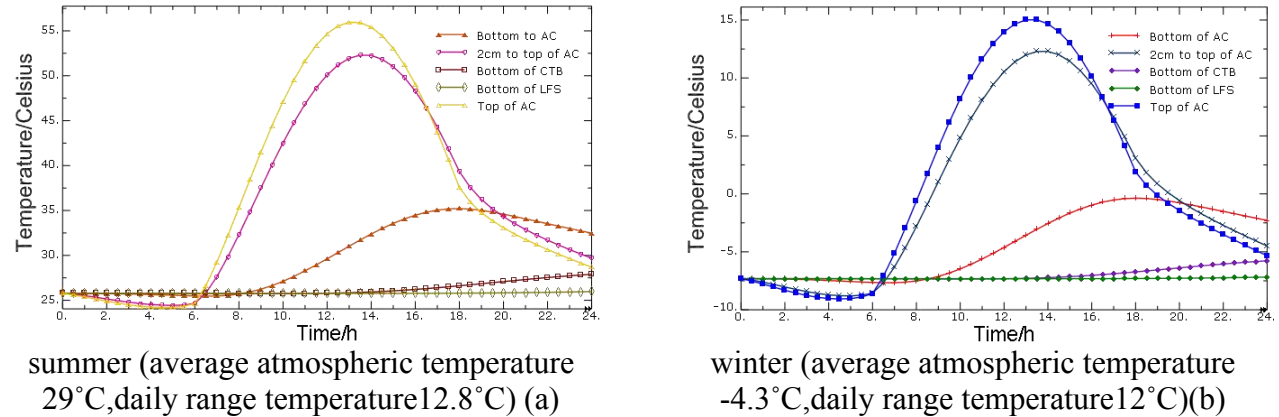 Temperature/Celsius
55.
50.
45.
40.
35.
30.
25.
0. 2. 4. 6. 8. 10. 12. 14. 16. 18. 20. 22. 24.
Time/h
Bottom to AC
2cm to top of AC
Bottom of CTB
Bottom of LFS
Top of AC
summer (average atmospheric temperature
29°C,daily range temperature12.8°C) (a)
Temperature/Celsius
15.
10.
5.
0.
-5.
-10.
0. 2. 4. 6. 8. 10. 12. 14. 16. 18. 20. 22. 24.
Time/h
Bottom of AC
2cm to top of AC
Bottom of CTB
Bottom of LFS
Top of AC
winter (average atmospheric temperature
-4.3°C,daily range temperature12°C)(b)